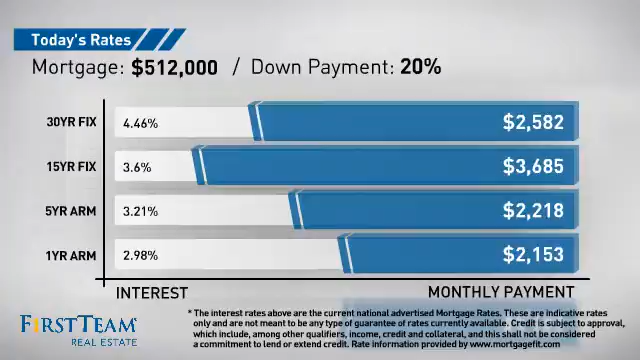 Today's Rates
Mortgage: $512,000 / Down Payment: 20%
30YR FIX 4.46% $2,582
15YR FIX 3.6% $3,685
5YR ARM 3.21% $2,218
1YR ARM 2.98% $2,153
INTEREST MONTHLY PAYMENT
* The interest rates above are the current national advertised Mortgage Rates. These are indicative rates
only and are not meant to be any type of guarantee of rates currently available. Credit is subject to approval,
which include, among other qualifiers, income, credit and collateral, and this shall not be considered
a commitment to lend or extend credit. Rate information provided by www.mortgagefit.com
FIRSTTEAM®
REAL ESTATE